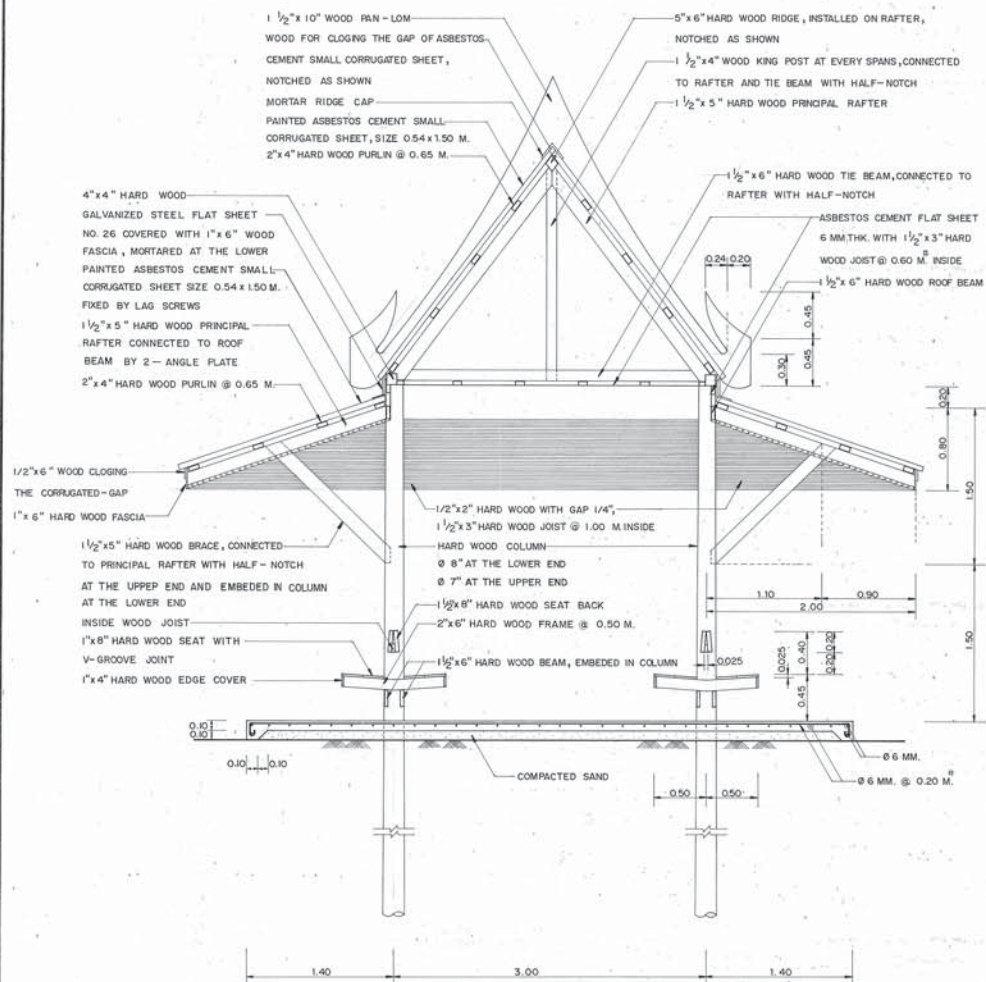 1 1/2"x 10" WOOD PAN-LOM
WOOD FOR CLOGING THE GAP OF ASBESTOS
CEMENT SMALL CORRUGATED SHEET,
NOTCHED AS SHOWN
MORTAR RIDGE CAP
PAINTED ASBESTOS CEMENT SMALL
CORRUGATED SHEET, SIZE 0.54 x 1.50 M.
2"x4" HARD WOOD PURLIN @ 0.65 M.
5"x 6" HARD WOOD RIDGE, INSTALLED ON RAFTER,
NOTCHED AS SHOWN
1 1/2"x4" WOOD KING POST AT EVERY SPANS, CONNECTED
TO RAFTER AND TIE BEAM WITH HALF-NOTCH
1 1/2"x 5" HARD WOOD PRINCIPAL RAFTER
1 1/2"x 6" HARD WOOD TIE BEAM, CONNECTED TO
RAFTER WITH HALF-NOTCH
ASBESTOS CEMENT FLAT SHEET
6 MM.THK. WITH 1 1/2"x 3" HARD
WOOD JOIST @ 0.60 M.# INSIDE
1 1/2"x 6" HARD WOOD ROOF BEAM
4"x4" HARD WOOD
GALVANIZED STEEL FLAT SHEET
NO. 26 COVERED WITH 1"x 6" WOOD
FASCIA, MORTARED AT THE LOWER
PAINTED ASBESTOS CEMENT SMALL
CORRUGATED SHEET SIZE 0.54 x 1.50 M.
FIXED BY LAG SCREWS
1 1/2"x 5" HARD WOOD PRINCIPAL
RAFTER CONNECTED TO ROOF
BEAM BY 2 - ANGLE PLATE
2"x 4" HARD WOOD PURLIN @ 0.65 M.
0.24 0.20
0.45
0.45
0.30
0.20
0.80
1.50
1/2"x 6" WOOD CLOGING
THE CORRUGATED-GAP
1"x 6" HARD WOOD FASCIA
1 1/2"x5" HARD WOOD BRACE, CONNECTED
TO PRINCIPAL RAFTER WITH HALF-NOTCH
AT THE UPPEP END AND EMBEDED IN COLUMN
AT THE LOWER END
INSIDE WOOD JOIST
1"x 8" HARD WOOD SEAT WITH
V-GROOVE JOINT
1"x 4" HARD WOOD EDGE COVER
1/2"x 2" HARD WOOD WITH GAP 1/4",
1 1/2"x 3" HARD WOOD JOIST @ 1.00 M. INSIDE
HARD WOOD COLUMN
Ø 8" AT THE LOWER END
Ø 7" AT THE UPPER END
1 1/2"x 8" HARD WOOD SEAT BACK
2"x 6" HARD WOOD FRAME @ 0.50 M.
1 1/2"x 6" HARD WOOD BEAM, EMBEDED IN COLUMN
1.10 0.90
2.00
1.50
0.025
0.025
0.40
0.20
0.20
0.45
0.10
0.10
0.10 0.10
COMPACTED SAND
Ø 6 MM.
Ø 6 MM. @ 0.20 M.#
0.50 0.50
1.40 3.00 1.40